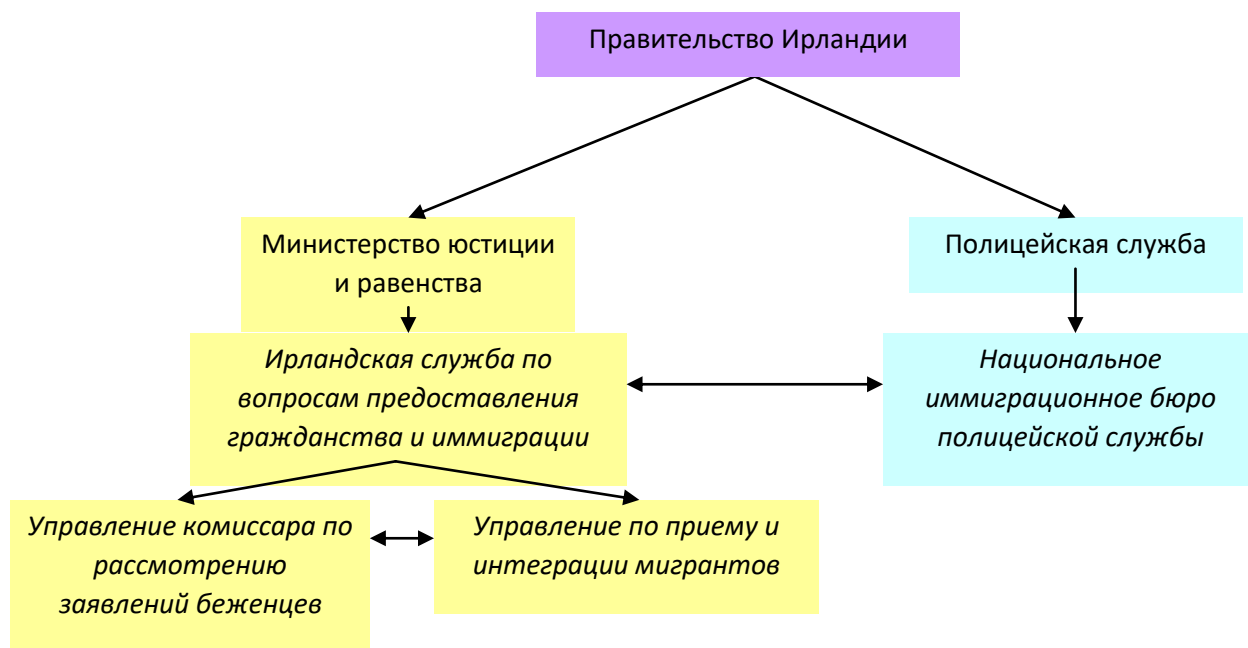 Правительство Ирландии
Министерство юстиции
и равенства
Полицейская служба
Ирландская служба по
вопросам предоставления
гражданства и иммиграции
Национальное
иммиграционное бюро
полицейской службы
Управление комиссара по
рассмотрению
заявлений беженцев
Управление по приему и
интеграции мигрантов